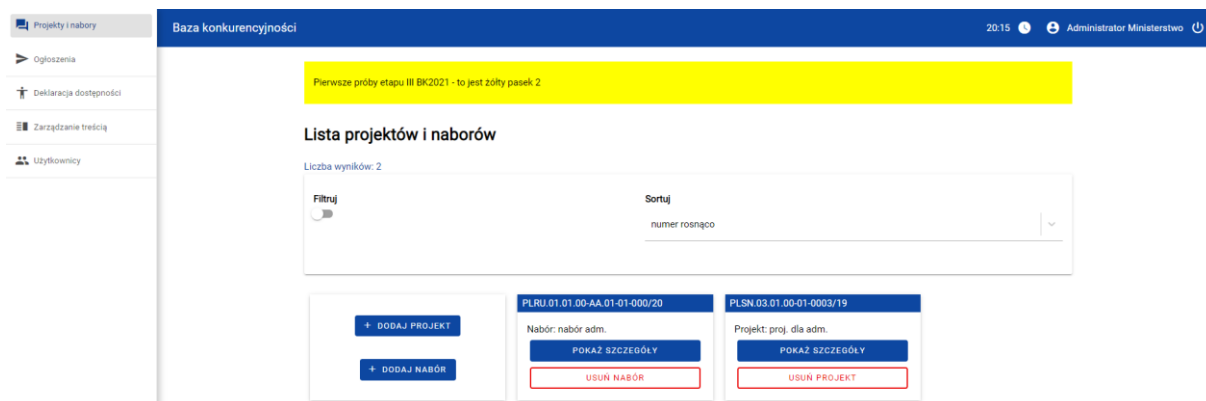 Projekty i nabory
Ogłoszenia
Deklaracja dostępności
Zarządzanie treścią
Użytkownicy
Baza konkurencyjności
20:15 Administrator Ministerstwo
Pierwsze próby etapu III BK2021 - to jest żółty pasek 2
Lista projektów i naborów
Liczba wyników: 2
Filtruj
Sortuj
numer rosnąco
+ DODAJ PROJEKT
+ DODAJ NABÓR
PLRU.01.01.00-AA.01-01-000/20
Nabór: nabór adm.
POKAŻ SZCZEGÓŁY
USUŃ NABÓR
PLSN.03.01.00-01-0003/19
Projekt: proj. dla adm.
POKAŻ SZCZEGÓŁY
USUŃ PROJEKT